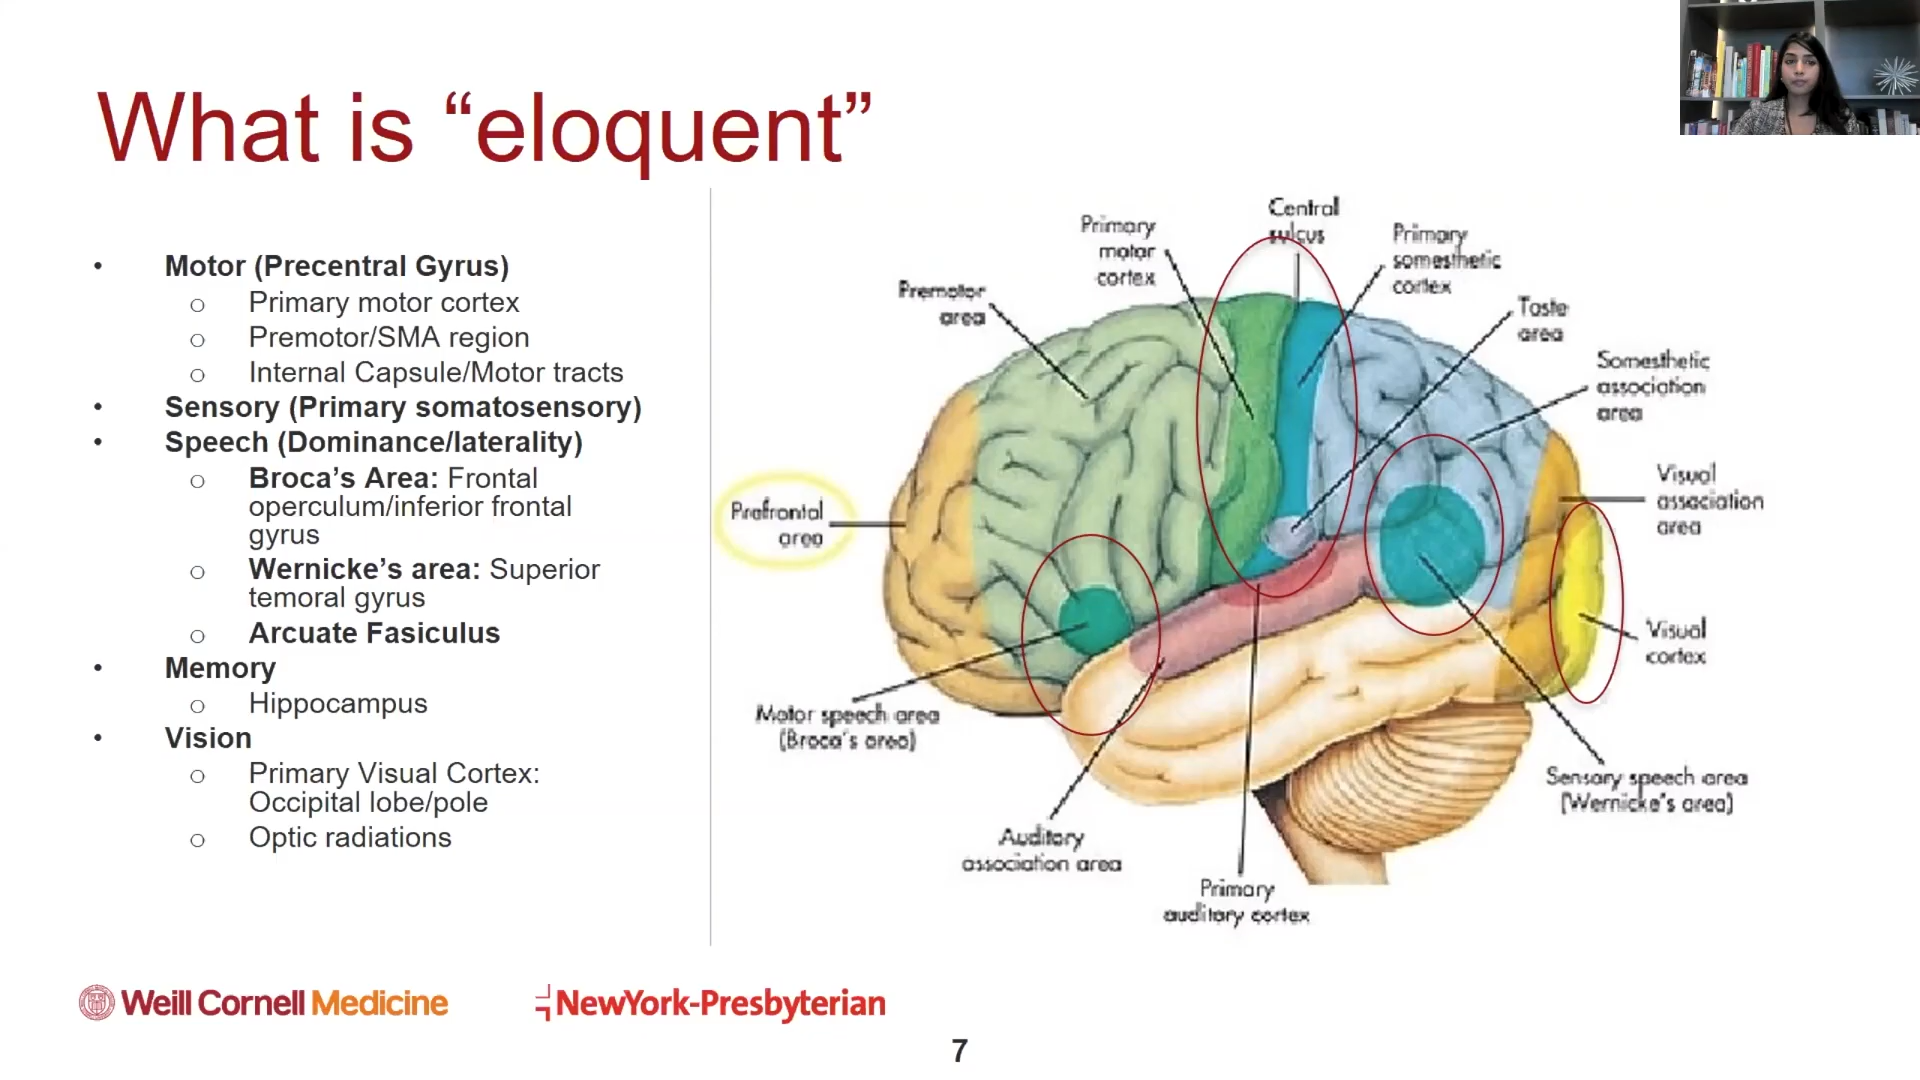 What is “eloquent”
• Motor (Precentral Gyrus)
o Primary motor cortex
o Premotor/SMA region
o Internal Capsule/Motor tracts
• Sensory (Primary somatosensory)
• Speech (Dominance/laterality)
o Broca’s Area: Frontal
operculum/inferior frontal
gyrus
o Wernicke’s area: Superior
temoral gyrus
o Arcuate Fasiculus
• Memory
o Hippocampus
• Vision
o Primary Visual Cortex:
Occipital lobe/pole
o Optic radiations
Central
sulcus
Primary
motor
cortex
Primary
somesthetic
cortex
Premotor
area
Taste
area
Somesthetic
association
area
Prefrontal
area
Visual
association
area
Visual
cortex
Motor speech area
(Broca's area)
Sensory speech area
(Wernicke's area)
Auditory
association area
Primary
auditory cortex
Weill Cornell Medicine
NewYork-Presbyterian
7